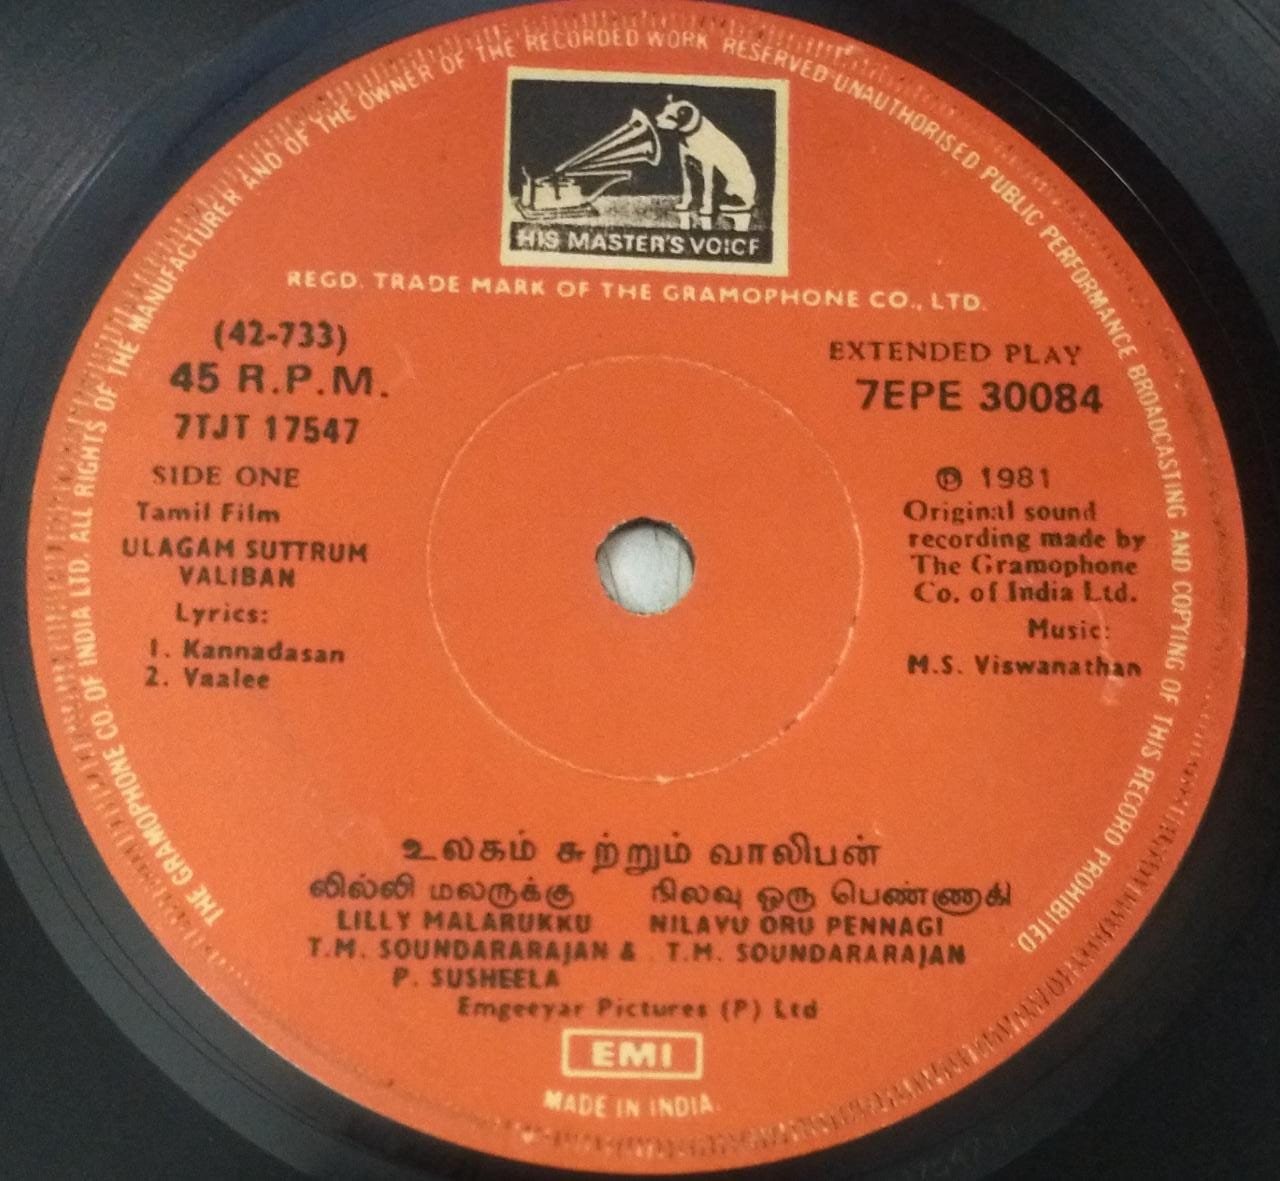 THE GRAMOPHONE CO. OF INDIA LTD. ALL RIGHTS OF THE MANUFACTURER AND OF THE OWNER OF THE RECORDED WORK RESERVED UNAUTHORISED PUBLIC PERFORMANCE BROADCASTING AND COPYING OF THIS RECORD PROHIBITED.
HIS MASTER'S VOICE
REGD. TRADE MARK OF THE GRAMOPHONE CO., LTD.
(42-733)
45 R.P.M.
7TJT 17547
SIDE ONE
Tamil Film
ULAGAM SUTTRUM
VALIBAN
Lyrics:
1. Kannadasan
2. Vaalee
EXTENDED PLAY
7EPE 30084
℗ 1981
Original sound
recording made by
The Gramophone
Co. of India Ltd.
Music:
M.S. Viswanathan
உலகம் சுற்றும் வாலிபன்
லில்லி மலருக்கு நிலவு ஒரு பெண்ணாகி
LILLY MALARUKKU NILAVU ORU PENNAGI
T.M. SOUNDARARAJAN & T.M. SOUNDARARAJAN
P. SUSHEELA
Emgeeyar Pictures (P) Ltd
EMI
MADE IN INDIA